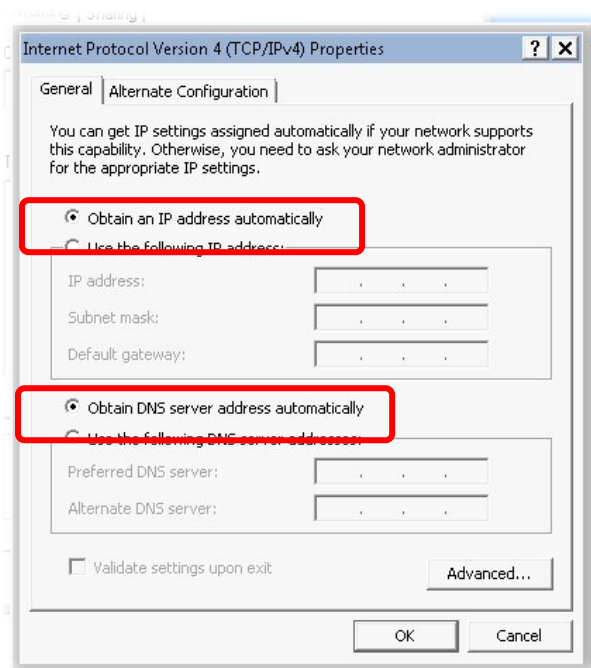 Sharing
Internet Protocol Version 4 (TCP/IPv4) Properties
General
Alternate Configuration
You can get IP settings assigned automatically if your network supports
this capability. Otherwise, you need to ask your network administrator
for the appropriate IP settings.
Obtain an IP address automatically
Use the following IP address:
IP address:
Subnet mask:
Default gateway:
Obtain DNS server address automatically
Use the following DNS server addresses:
Preferred DNS server:
Alternate DNS server:
Validate settings upon exit
Advanced...
OK
Cancel